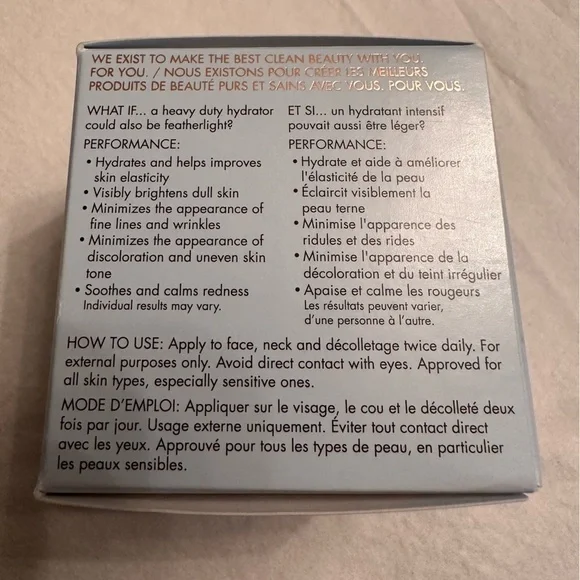 WE EXIST TO MAKE THE BEST CLEAN BEAUTY WITH YOU.
FOR YOU. / NOUS EXISTONS POUR CRÉER LES MEILLEURS
PRODUITS DE BEAUTÉ PURS ET SAINS AVEC VOUS. POUR VOUS.
WHAT IF... a heavy duty hydrator
could also be featherlight?
PERFORMANCE:
• Hydrates and helps improves
skin elasticity
• Visibly brightens dull skin
• Minimizes the appearance of
fine lines and wrinkles
• Minimizes the appearance of
discoloration and uneven skin
tone
• Soothes and calms redness
Individual results may vary.
ET SI... un hydratant intensif
pouvait aussi être léger?
PERFORMANCE:
• Hydrate et aide à améliorer
l'élasticité de la peau
• Éclaircit visiblement la
peau terne
• Minimise l'apparence des
ridules et des rides
• Minimise l'apparence de la
décoloration et du teint irrégulier
• Apaise et calme les rougeurs
Les résultats peuvent varier,
d'une personne à l'autre.
HOW TO USE: Apply to face, neck and décolletage twice daily. For
external purposes only. Avoid direct contact with eyes. Approved for
all skin types, especially sensitive ones.
MODE D'EMPLOI: Appliquer sur le visage, le cou et le décolleté deux
fois par jour. Usage externe uniquement. Éviter tout contact direct
avec les yeux. Approuvé pour tous les types de peau, en particulier
les peaux sensibles.